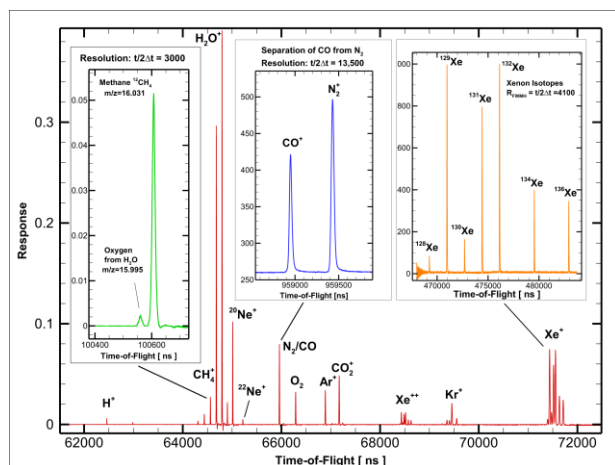 H₂O⁺
Resolution: t/2Δt = 3000
Methane ¹²CH₄
m/z=16.031
Oxygen
from H₂O
m/z=15.995
0.05
0.04
0.03
0.02
0.01
0
100400 100600
Time-of-Flight [ ns ]
Separation of CO from N₂
Resolution: t/2Δt = 13,500
N₂⁺
CO⁺
500
450
400
350
300
250
959000 959500
Time-of-Flight [ns]
¹²⁹Xe
¹³²Xe
Xenon Isotopes
R_FWMH = t/2Δt =4100
¹³¹Xe
¹³⁴Xe
¹³⁶Xe
¹³⁰Xe
¹²⁸Xe
800
600
400
200
0
470000 475000 480000
Time-of-Flight [ ns ]
Response
0.3
0.2
0.1
0
H⁺
CH₄⁺
²⁰Ne⁺
²²Ne⁺
N₂/CO
O₂
Ar⁺
CO₂⁺
Xe⁺⁺
Kr⁺
Xe⁺
62000 64000 66000 68000 70000 72000
Time-of-Flight [ ns ]